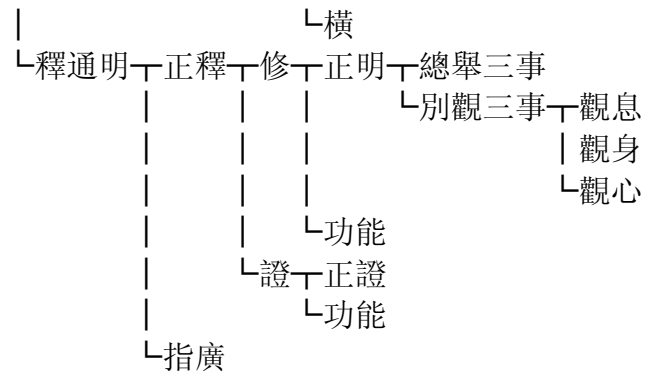 │　　　　　　　　└橫
└釋通明┬正釋┬修┬正明┬總舉三事
　　　　│　　│　│　　└別觀三事┬觀息
　　　　│　　│　│　　　　　　　│觀身
　　　　│　　│　│　　　　　　　└觀心
　　　　│　　│　└功能
　　　　│　　└證┬正證
　　　　│　　　　└功能
　　　　└指廣